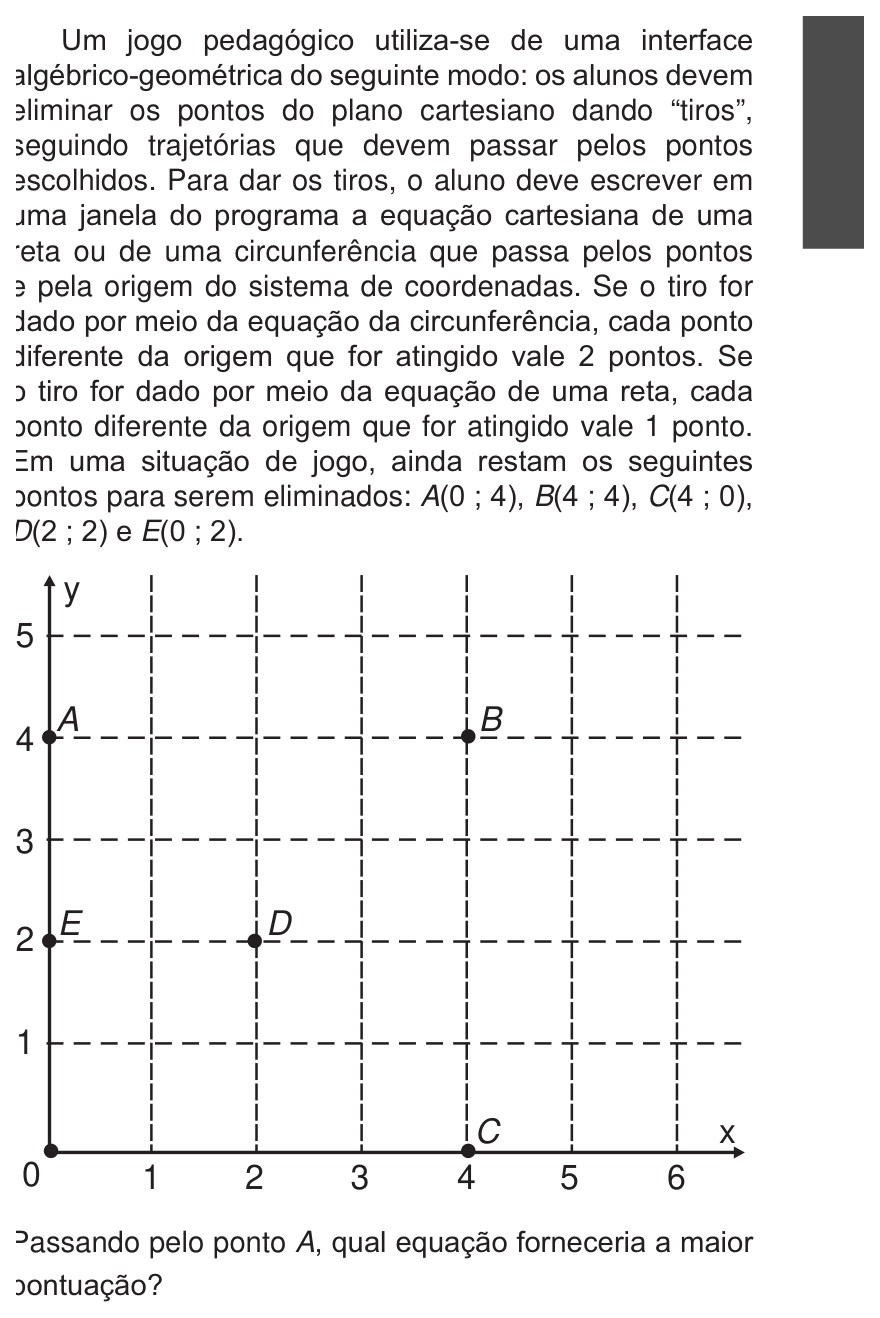 Um jogo pedagógico utiliza-se de uma interface
algébrico-geométrica do seguinte modo: os alunos devem
eliminar os pontos do plano cartesiano dando “tiros”,
seguindo trajetórias que devem passar pelos pontos
escolhidos. Para dar os tiros, o aluno deve escrever em
uma janela do programa a equação cartesiana de uma
reta ou de uma circunferência que passa pelos pontos
e pela origem do sistema de coordenadas. Se o tiro for
dado por meio da equação da circunferência, cada ponto
diferente da origem que for atingido vale 2 pontos. Se
o tiro for dado por meio da equação de uma reta, cada
ponto diferente da origem que for atingido vale 1 ponto.
Em uma situação de jogo, ainda restam os seguintes
pontos para serem eliminados: A(0 ; 4), B(4 ; 4), C(4 ; 0),
D(2 ; 2) e E(0 ; 2).
y
5
A
B
4
3
E
D
2
1
C
x
0 1 2 3 4 5 6
Passando pelo ponto A, qual equação forneceria a maior
pontuação?